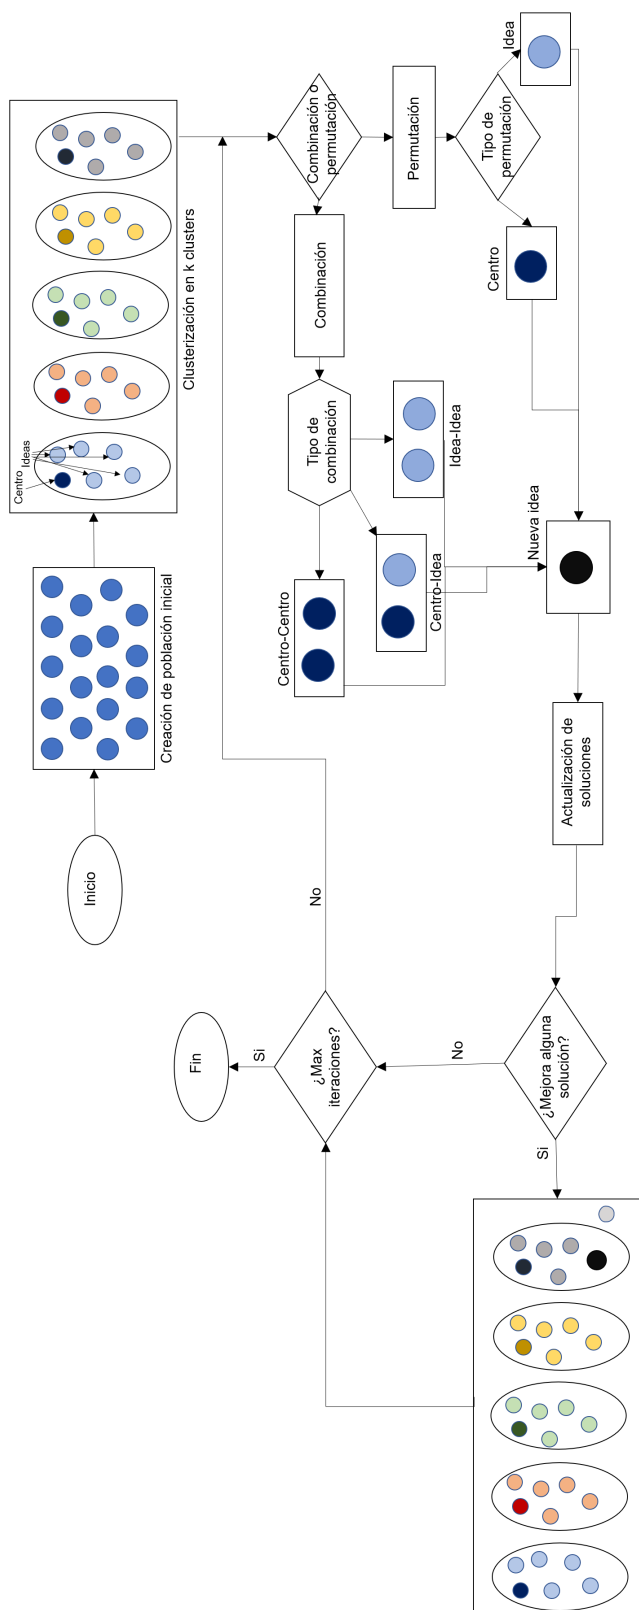 Inicio
Creación de población inicial
Centro
Ideas
Clusterización en k clusters
Combinación o
permutación
Combinación
Permutación
Tipo de
combinación
Tipo de
permutación
Centro-Centro
Centro-Idea
Idea-Idea
Centro
Idea
Nueva idea
Actualización de
soluciones
¿Mejora alguna
solución?
Si
No
¿Max
iteraciones?
No
Si
Fin